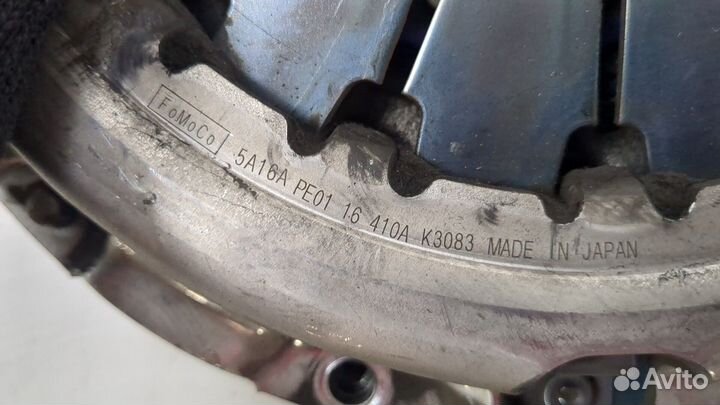 FoMoCo 5A16A PE01 16 410A K3083 MADE IN JAPAN
Avito